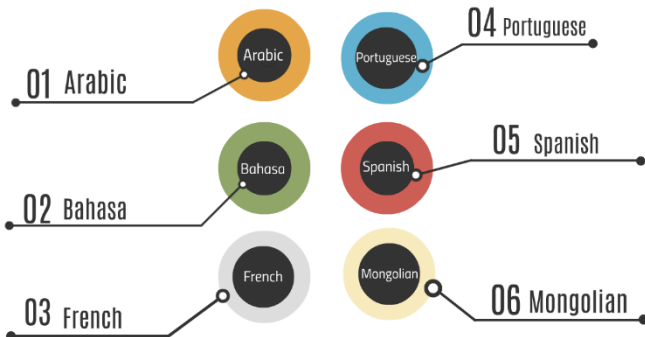 01 Arabic
Arabic
02 Bahasa
Bahasa
03 French
French
04 Portuguese
Portuguese
05 Spanish
Spanish
06 Mongolian
Mongolian